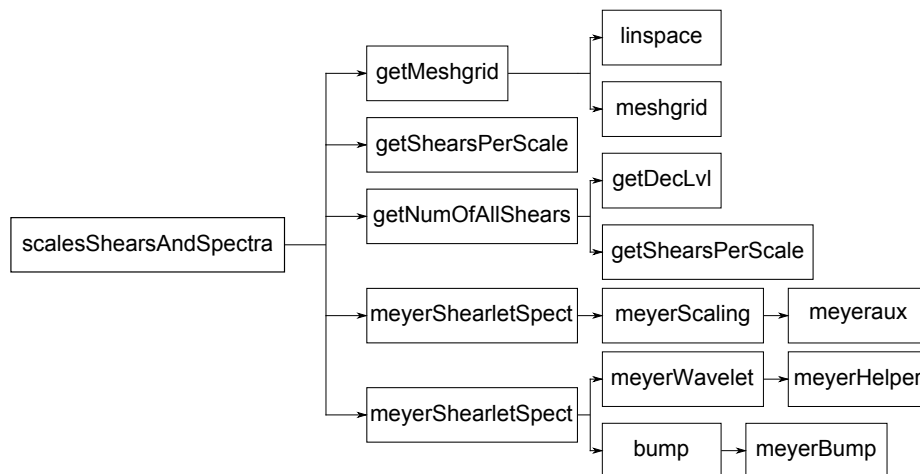 linspace
getMeshgrid
meshgrid
getShearsPerScale
getDecLvl
getNumOfAllShears
scalesShearsAndSpectra
getShearsPerScale
meyerShearletSpect
meyerScaling
meyeraux
meyerWavelet
meyerHelper
meyerShearletSpect
bump
meyerBump